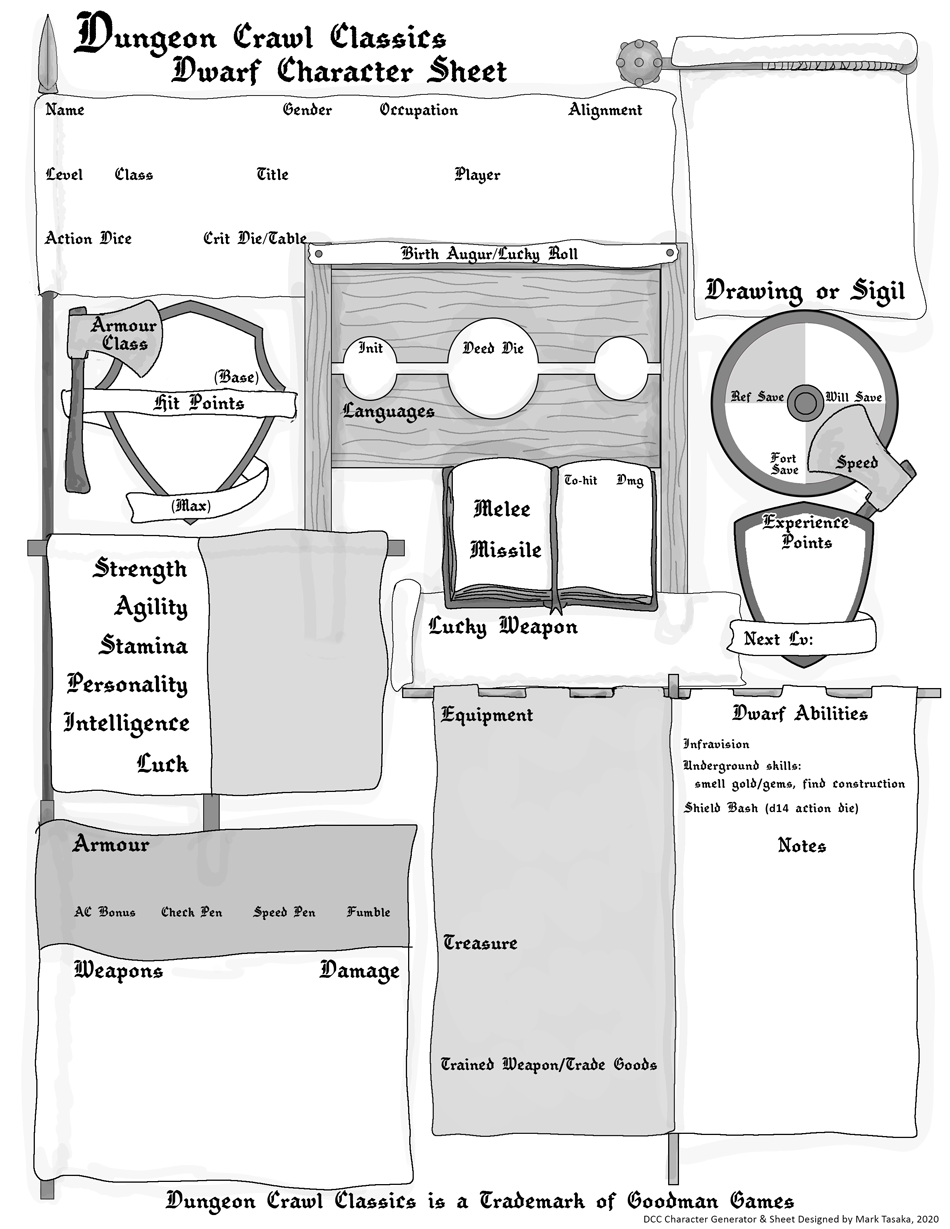 Dungeon Crawl Classics
Dwarf Character Sheet
Name Gender Occupation Alignment
Level Class Title Player
Action Dice Crit Die/Table
Birth Augur/Lucky Roll
Drawing or Sigil
Armour
Class
(Base)
Hit Points
(Max)
Init Deed Die
Languages
Ref Save Will Save
Fort
Save
Speed
Melee
Missile
To-hit Dmg
Experience
Points
Next Lv:
Strength
Agility
Stamina
Personality
Intelligence
Luck
Lucky Weapon
Equipment
Treasure
Trained Weapon/Trade Goods
Dwarf Abilities
Infravision
Underground skills:
smell gold/gems, find construction
Shield Bash (d14 action die)
Notes
Armour
AC Bonus Check Pen Speed Pen Fumble
Weapons Damage
Dungeon Crawl Classics is a Trademark of Goodman Games
DCC Character Generator & Sheet Designed by Mark Tasaka, 2020